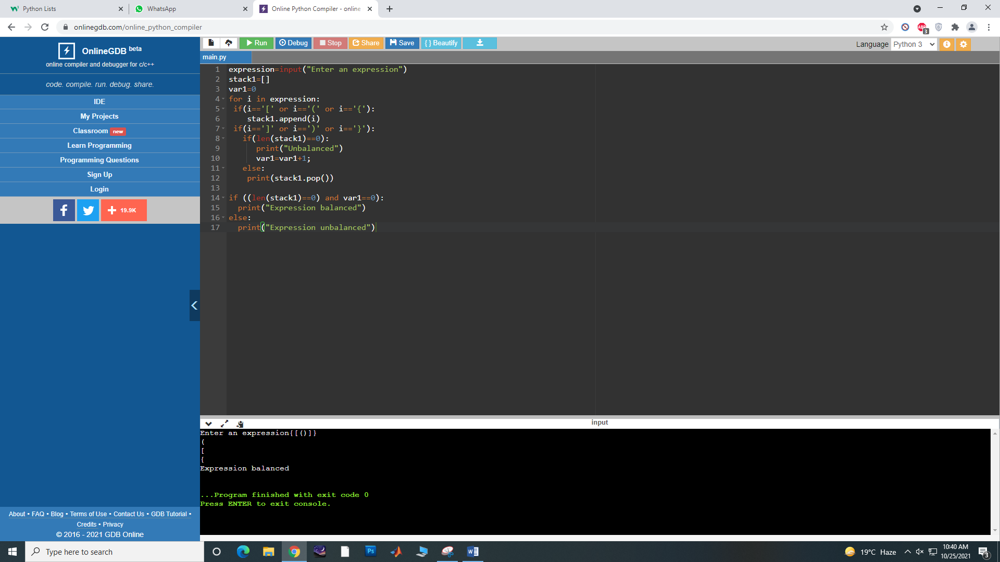 Python Lists
WhatsApp
Online Python Compiler - online
onlinegdb.com/online_python_compiler
ABP
3
OnlineGDB beta
online compiler and debugger for c/c++
code. compile. run. debug. share.
IDE
My Projects
Classroom new
Learn Programming
Programming Questions
Sign Up
Login
19.9K
Run
Debug
Stop
Share
Save
{ } Beautify
Language Python 3
main.py
1 expression=input("Enter an expression")
2 stack1=[]
3 var1=0
4 for i in expression:
5 if(i=='[' or i=='(' or i=='{'):
6 stack1.append(i)
7 if(i==']' or i==')' or i=='}'):
8 if(len(stack1)==0):
9 print("Unbalanced")
10 var1=var1+1;
11 else:
12 print(stack1.pop())
13
14 if ((len(stack1)==0) and var1==0):
15 print("Expression balanced")
16 else:
17 print("Expression unbalanced")
input
Enter an expression{[()]}
(
[
{
Expression balanced
...Program finished with exit code 0
Press ENTER to exit console.
About • FAQ • Blog • Terms of Use • Contact Us • GDB Tutorial •
Credits • Privacy
© 2016 - 2021 GDB Online
Type here to search
Ps
W
19°C Haze
10:40 AM
10/25/2021
3